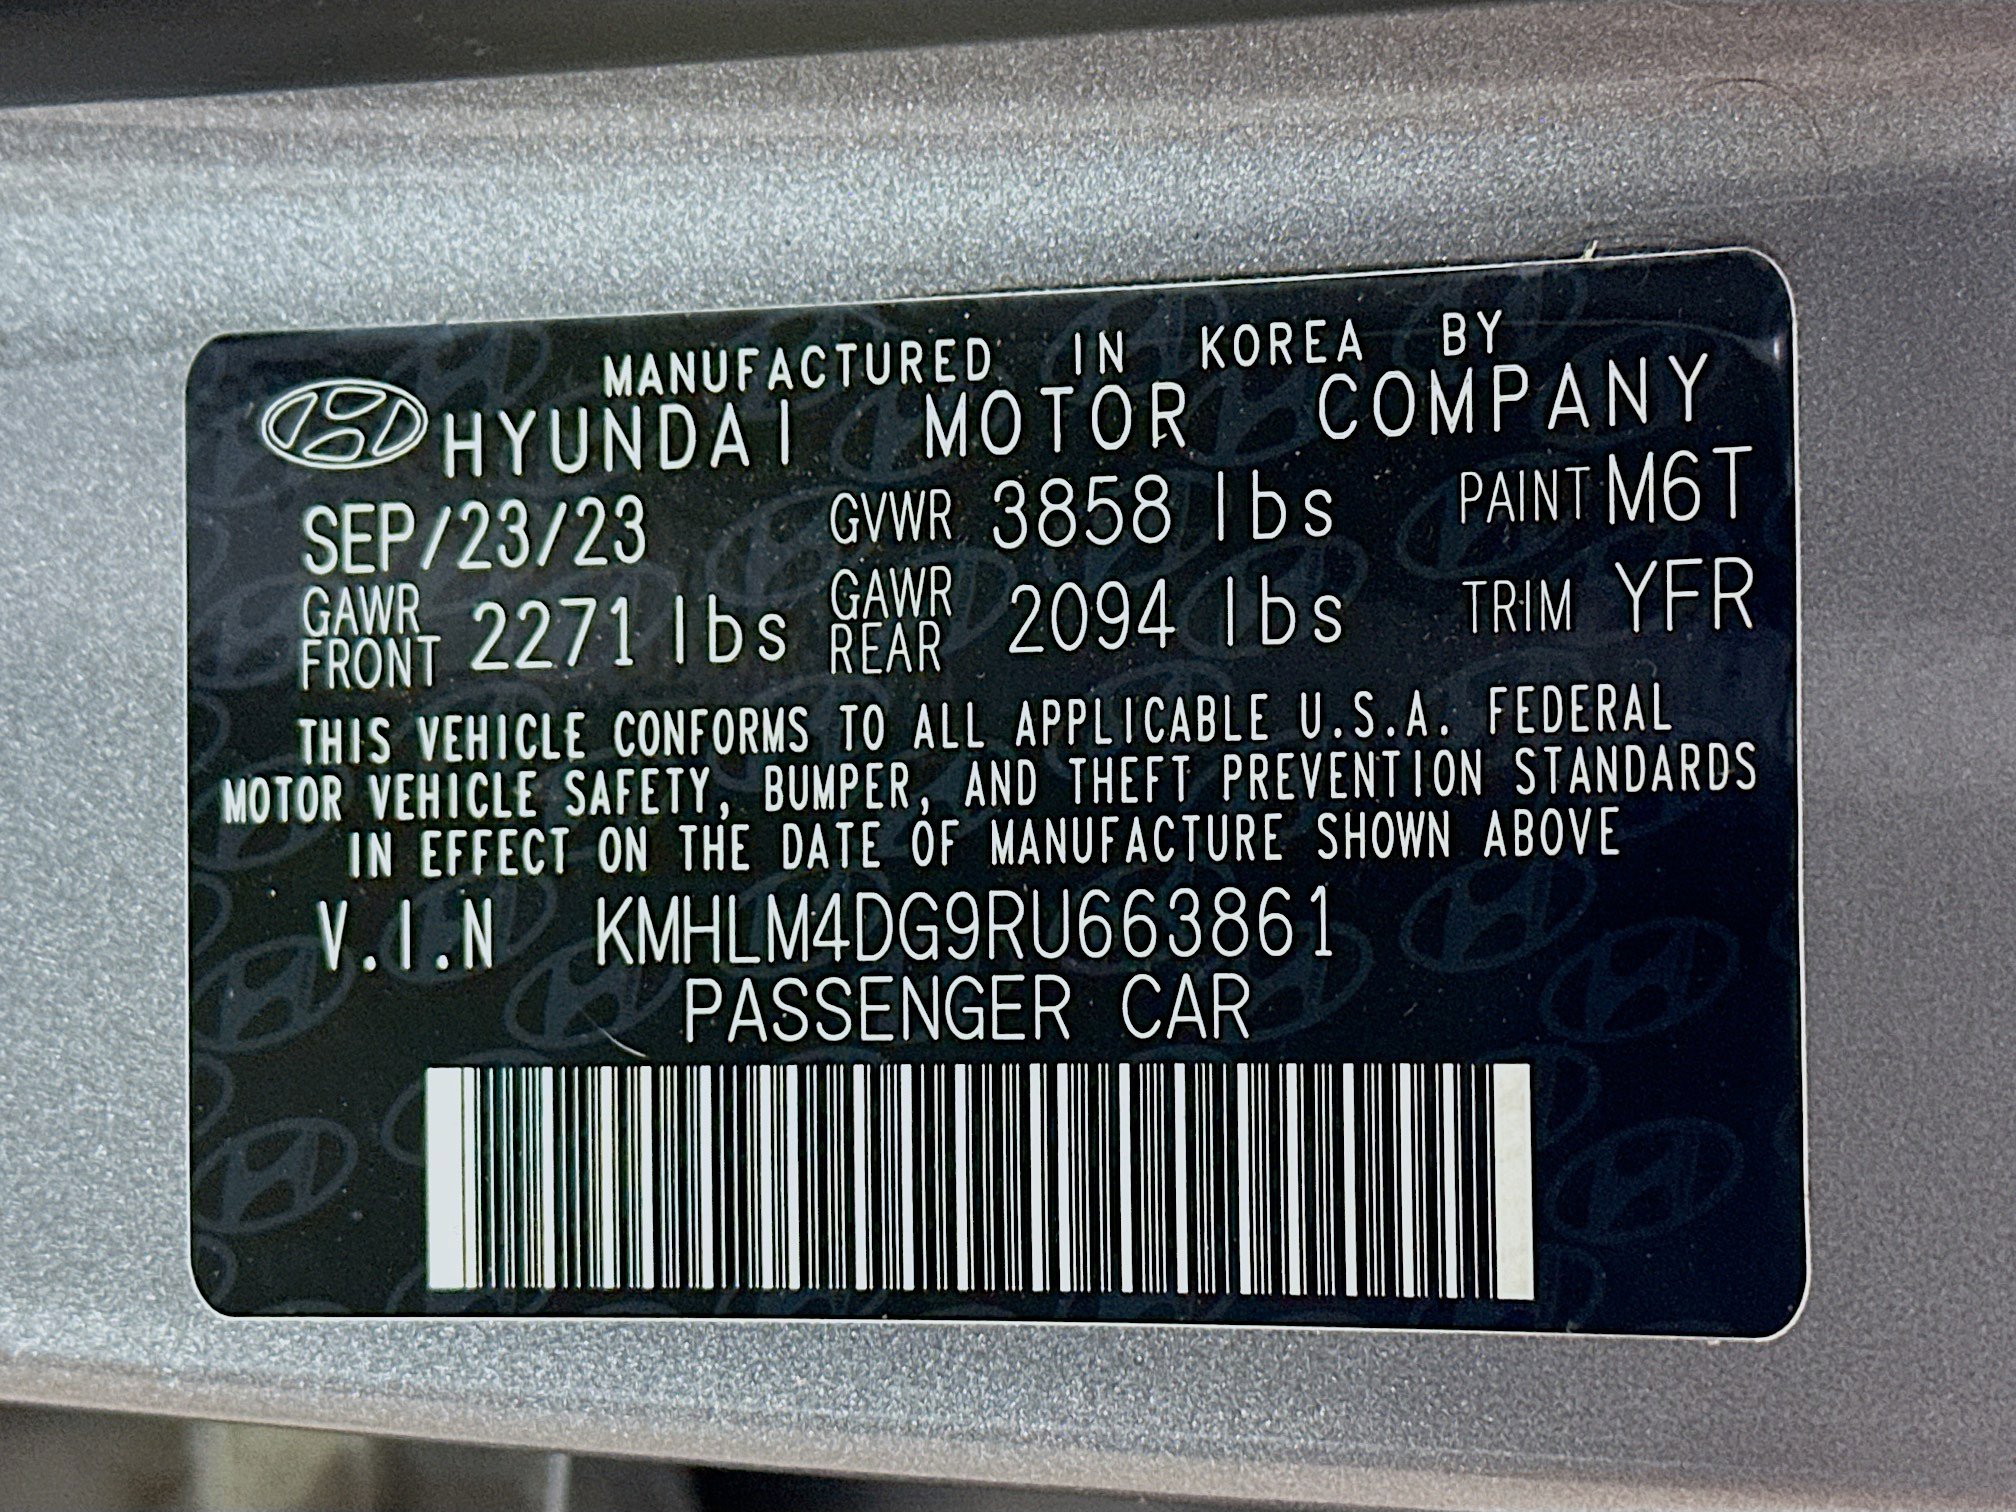 MANUFACTURED IN KOREA BY
HYUNDAI MOTOR COMPANY
SEP/23/23 GVWR 3858 lbs PAINT M6T
GAWR FRONT 2271 lbs GAWR REAR 2094 lbs TRIM YFR
THIS VEHICLE CONFORMS TO ALL APPLICABLE U.S.A. FEDERAL
MOTOR VEHICLE SAFETY, BUMPER, AND THEFT PREVENTION STANDARDS
IN EFFECT ON THE DATE OF MANUFACTURE SHOWN ABOVE
V.I.N KMHLM4DG9RU663861
PASSENGER CAR